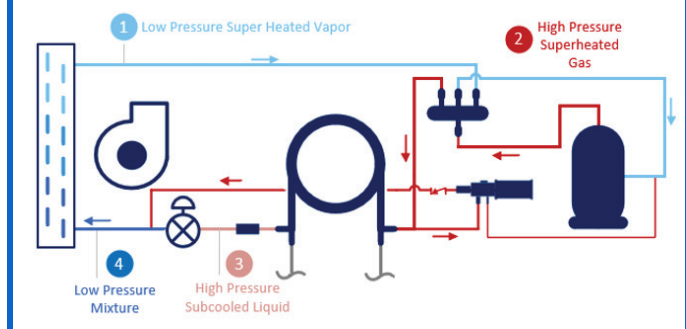 1 Low Pressure Super Heated Vapor
2 High Pressure
Superheated
Gas
4
Low Pressure
Mixture
3
High Pressure
Subcooled Liquid